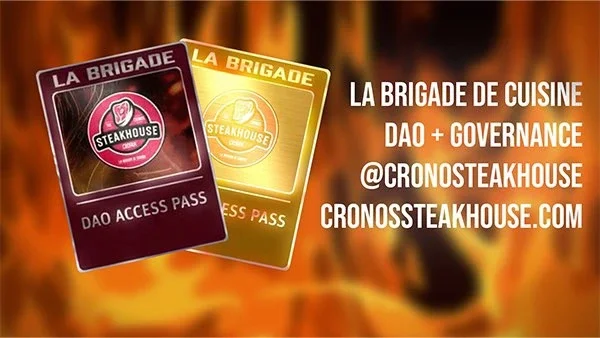 LA BRIGADE
STEAKHOUSE
DAO ACCESS PASS
LA BRIGADE
STEAKHOUSE
ESS PASS
LA BRIGADE DE CUISINE
DAO + GOVERNANCE
@CRONOSTEAKHOUSE
CRONOSSTEAKHOUSE.COM